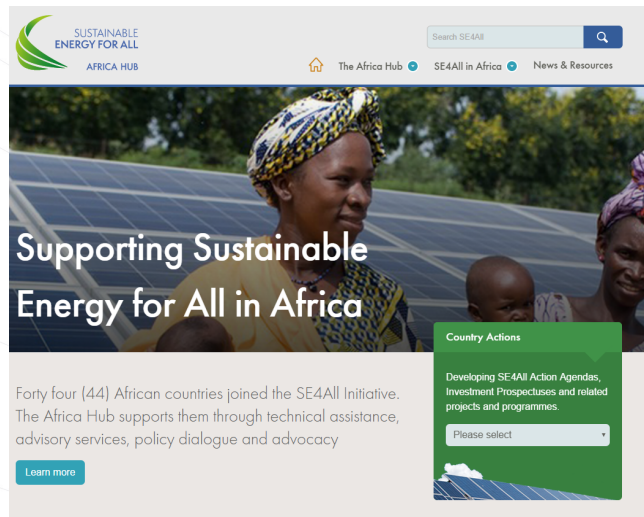 SUSTAINABLE
ENERGY FOR ALL
AFRICA HUB
Search SE4All
The Africa Hub
SE4All in Africa
News & Resources
Supporting Sustainable
Energy for All in Africa
Country Actions
Developing SE4All Action Agendas,
Investment Prospectuses and related
projects and programmes.
Please select
Forty four (44) African countries joined the SE4All Initiative.
The Africa Hub supports them through technical assistance,
advisory services, policy dialogue and advocacy
Learn more